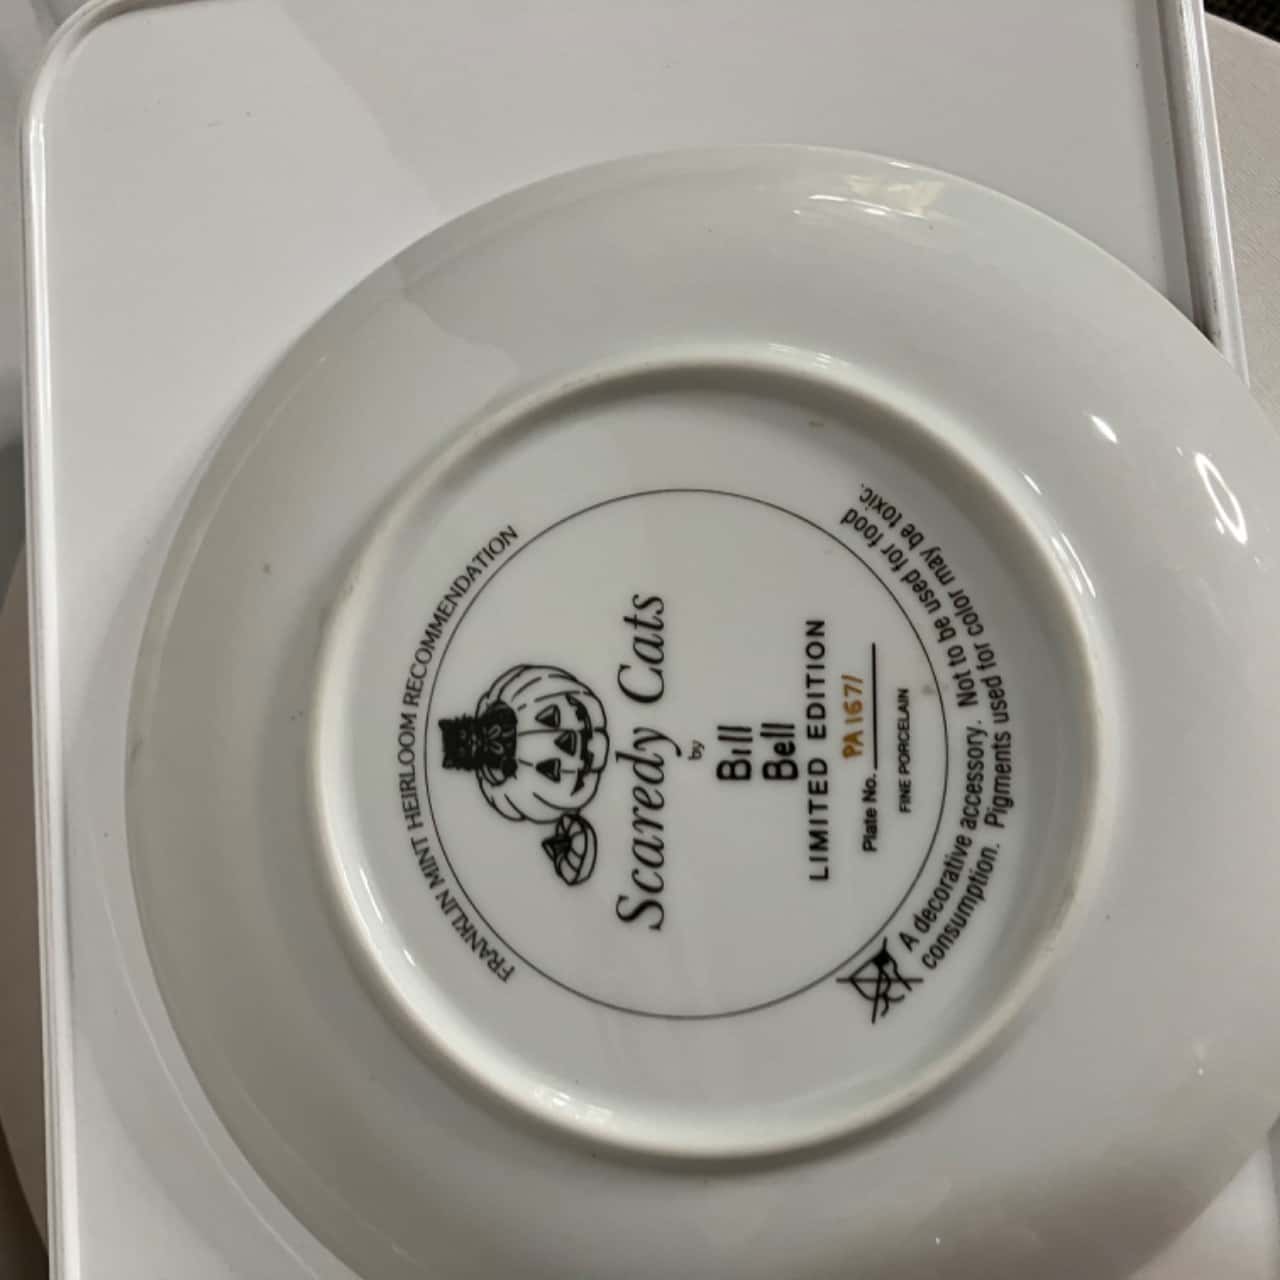 FRANKLIN MINT HEIRLOOM RECOMMENDATION
Scaredy Cats
by
Bill
Bell
LIMITED EDITION
Plate No. PA1671
FINE PORCELAIN
A decorative accessory. Not to be used for food
consumption. Pigments used for color may be toxic.